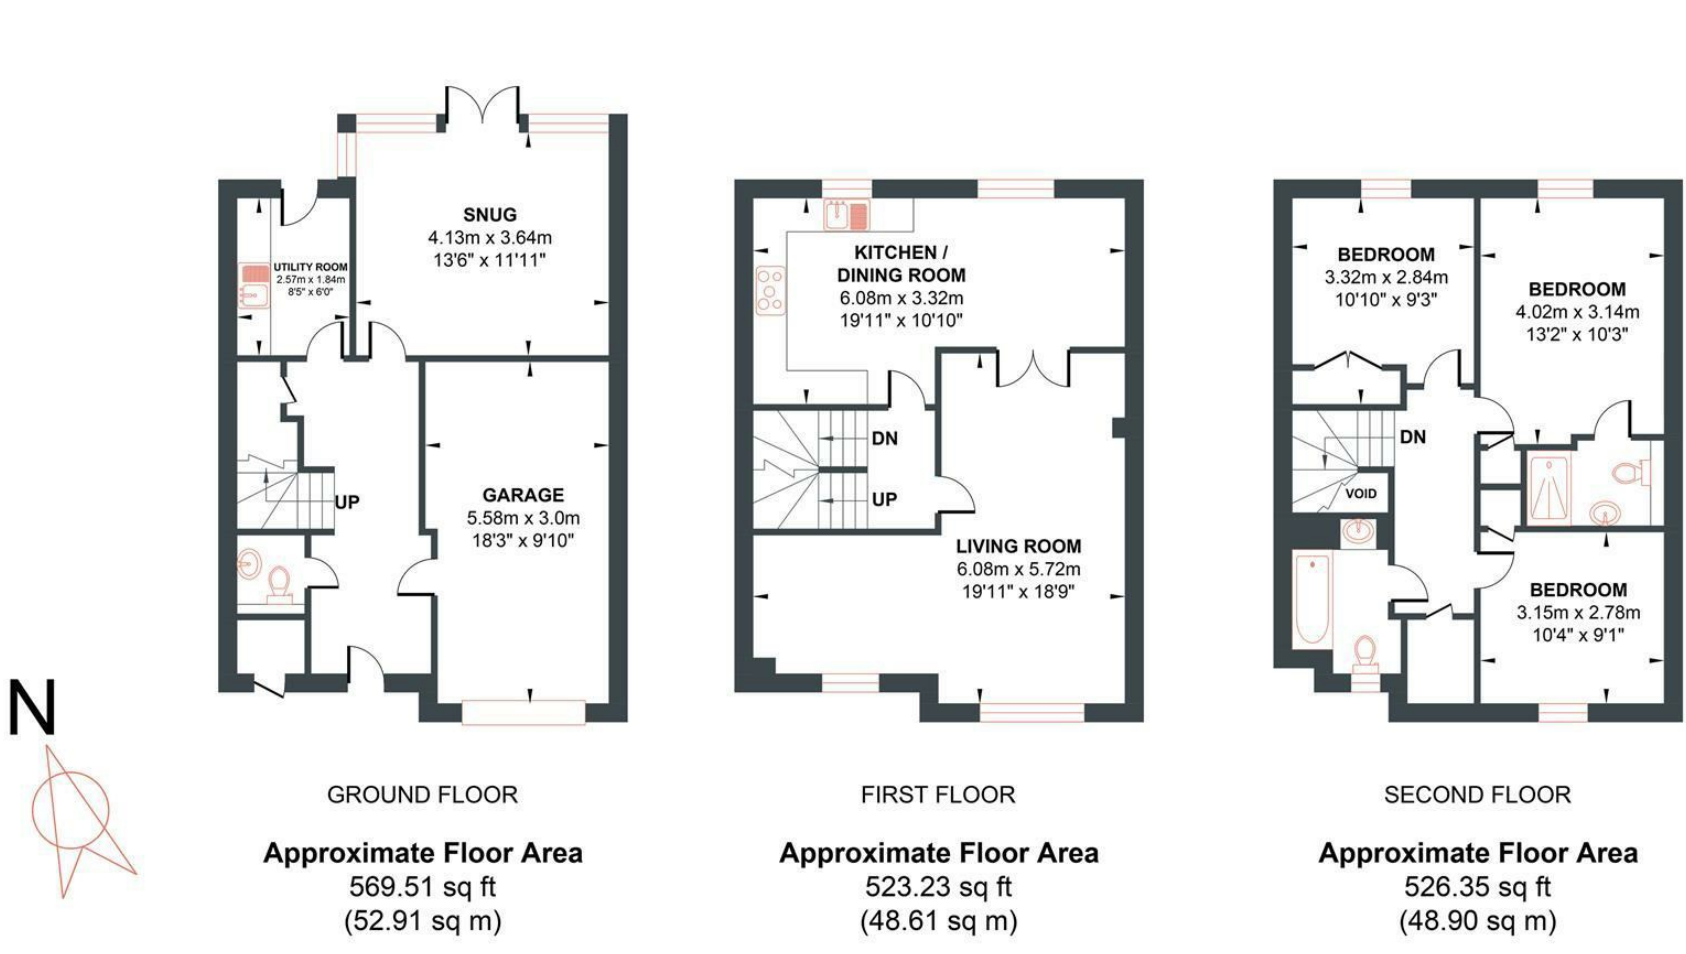 SNUG
4.13m x 3.64m
13'6" x 11'11"
UTILITY ROOM
2.57m x 1.84m
8'5" x 6'0"
UP
GARAGE
5.58m x 3.0m
18'3" x 9'10"
KITCHEN /
DINING ROOM
6.08m x 3.32m
19'11" x 10'10"
DN
UP
LIVING ROOM
6.08m x 5.72m
19'11" x 18'9"
BEDROOM
3.32m x 2.84m
10'10" x 9'3"
BEDROOM
4.02m x 3.14m
13'2" x 10'3"
DN
VOID
BEDROOM
3.15m x 2.78m
10'4" x 9'1"
N
GROUND FLOOR
Approximate Floor Area
569.51 sq ft
(52.91 sq m)
FIRST FLOOR
Approximate Floor Area
523.23 sq ft
(48.61 sq m)
SECOND FLOOR
Approximate Floor Area
526.35 sq ft
(48.90 sq m)